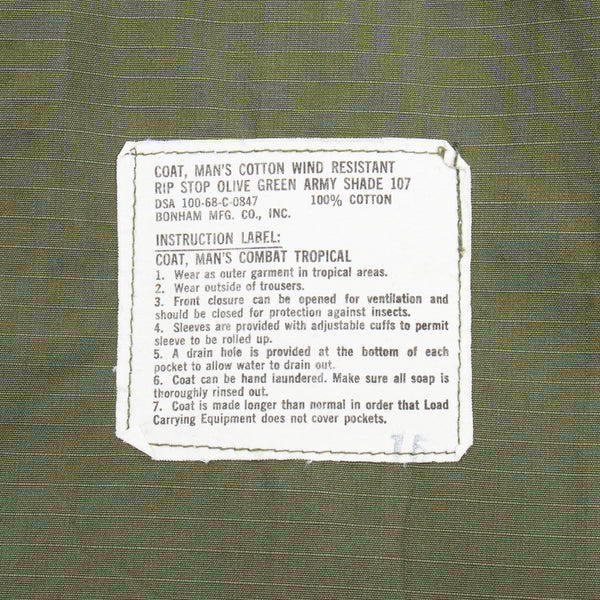 COAT, MAN'S COTTON WIND RESISTANT
RIP STOP OLIVE GREEN ARMY SHADE 107
DSA 100-68-C-0847 100% COTTON
BONHAM MFG. CO., INC.
INSTRUCTION LABEL:
COAT, MAN'S COMBAT TROPICAL
1. Wear as outer garment in tropical areas.
2. Wear outside of trousers.
3. Front closure can be opened for ventilation and
should be closed for protection against insects.
4. Sleeves are provided with adjustable cuffs to permit
sleeve to be rolled up.
5. A drain hole is provided at the bottom of each
pocket to allow water to drain out.
6. Coat can be hand laundered. Make sure all soap is
thoroughly rinsed out.
7. Coat is made longer than normal in order that Load
Carrying Equipment does not cover pockets.